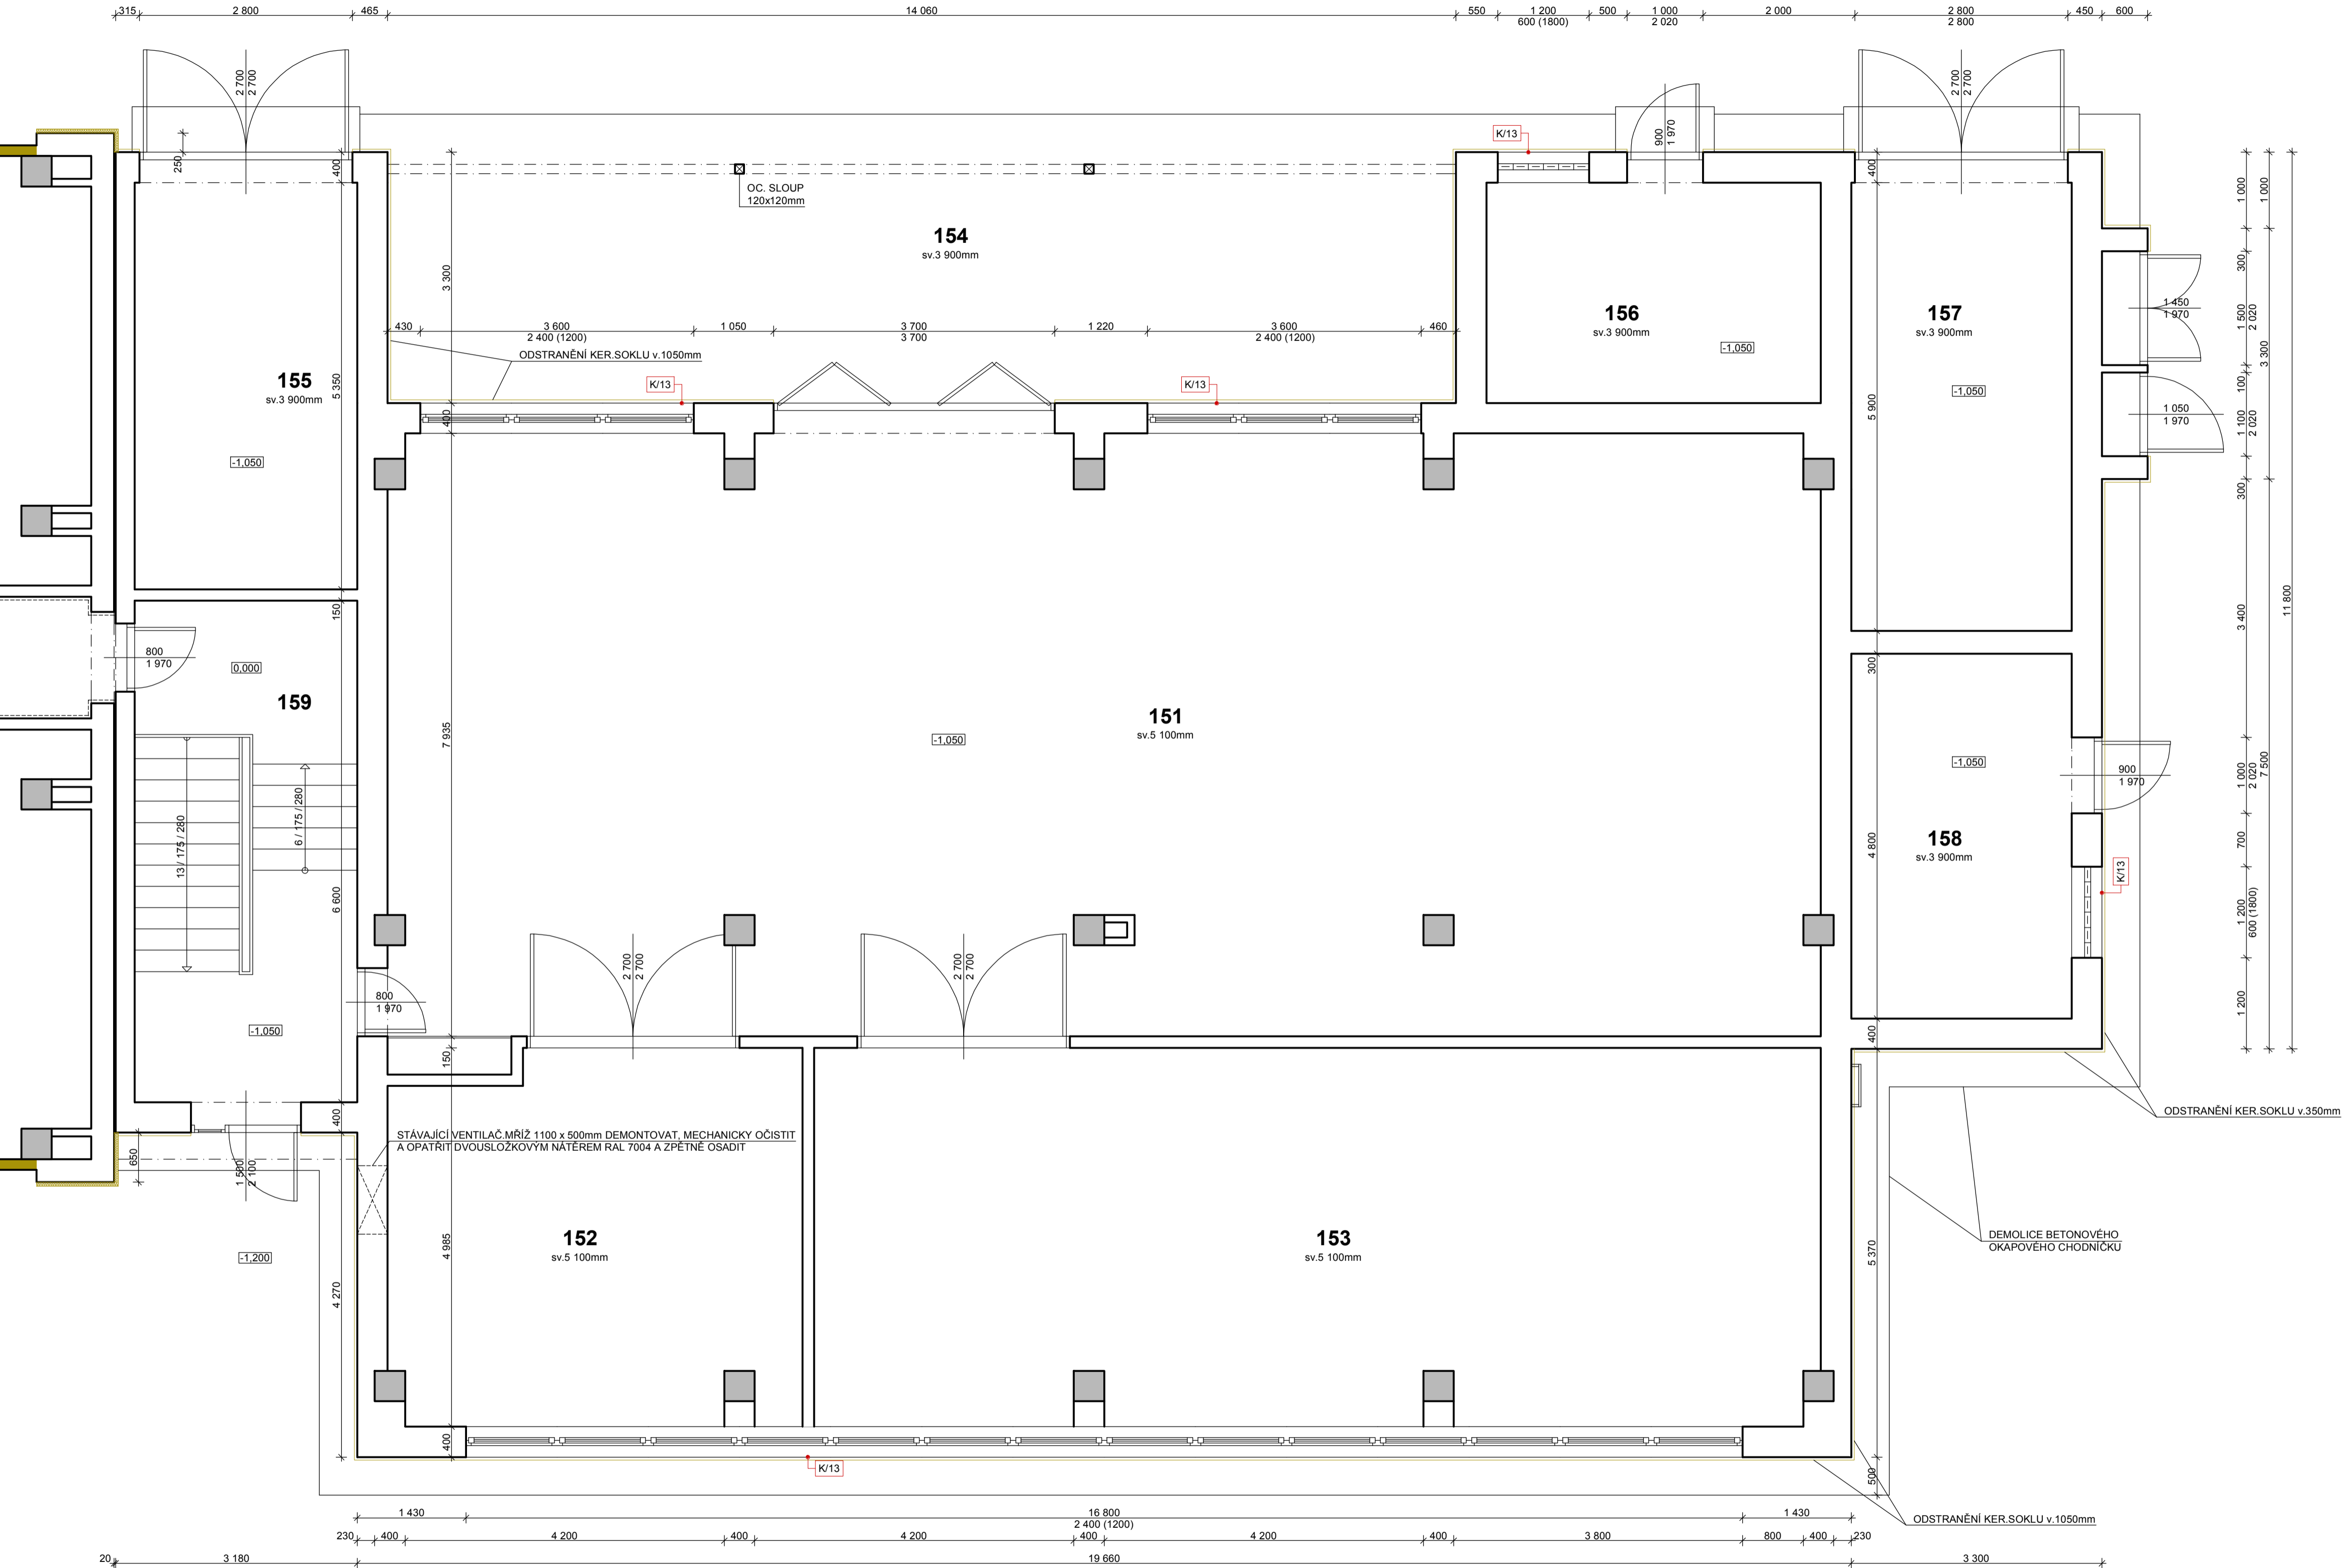 315 2 800 465 14 060 550 1 200 500 1 000 2 000 2 800 450 600
600 (1800) 2 020 2 800
2 700
2 700
2 700
2 700
900
1 970
250
400
400
K/13
OC. SLOUP
120x120mm
154
sv.3 900mm
3 300
1 000
1 000
300
156
sv.3 900mm
-1,050
157
sv.3 900mm
-1,050
1 450
1 970
1 500
2 020
3 300
430 3 600 1 050 3 700 1 220 3 600 460
2 400 (1200) 3 700 2 400 (1200)
ODSTRANĚNÍ KER.SOKLU v.1050mm
K/13
K/13
155
sv.3 900mm
5 350
-1,050
400
5 900
100
1 050
1 970
1 100
2 020
300
150
800
1 970
0,000
159
13 / 175 / 280
6 / 175 / 280
6 600
7 935
151
sv.5 100mm
-1,050
300
3 400
11 800
-1,050
900
1 970
1 000
2 020
7 500
158
sv.3 900mm
4 800
700
K/13
1 200
600 (1800)
1 200
2 700
2 700
2 700
2 700
800
1 970
-1,050
150
400
400
ODSTRANĚNÍ KER.SOKLU v.350mm
STÁVAJÍCÍ VENTILAČ.MŘÍŽ 1100 x 500mm DEMONTOVAT, MECHANICKY OČISTIT
A OPATŘIT DVOUSLOŽKOVÝM NÁTĚREM RAL 7004 A ZPĚTNĚ OSADIT
650
1 500
2 100
-1,200
4 270
4 985
152
sv.5 100mm
153
sv.5 100mm
5 370
DEMOLICE BETONOVÉHO
OKAPOVÉHO CHODNÍČKU
400
K/13
500
ODSTRANĚNÍ KER.SOKLU v.1050mm
1 430 16 800 1 430
2 400 (1200)
230 400 4 200 400 4 200 400 4 200 400 3 800 800 400 230
20 3 180 19 660 3 300